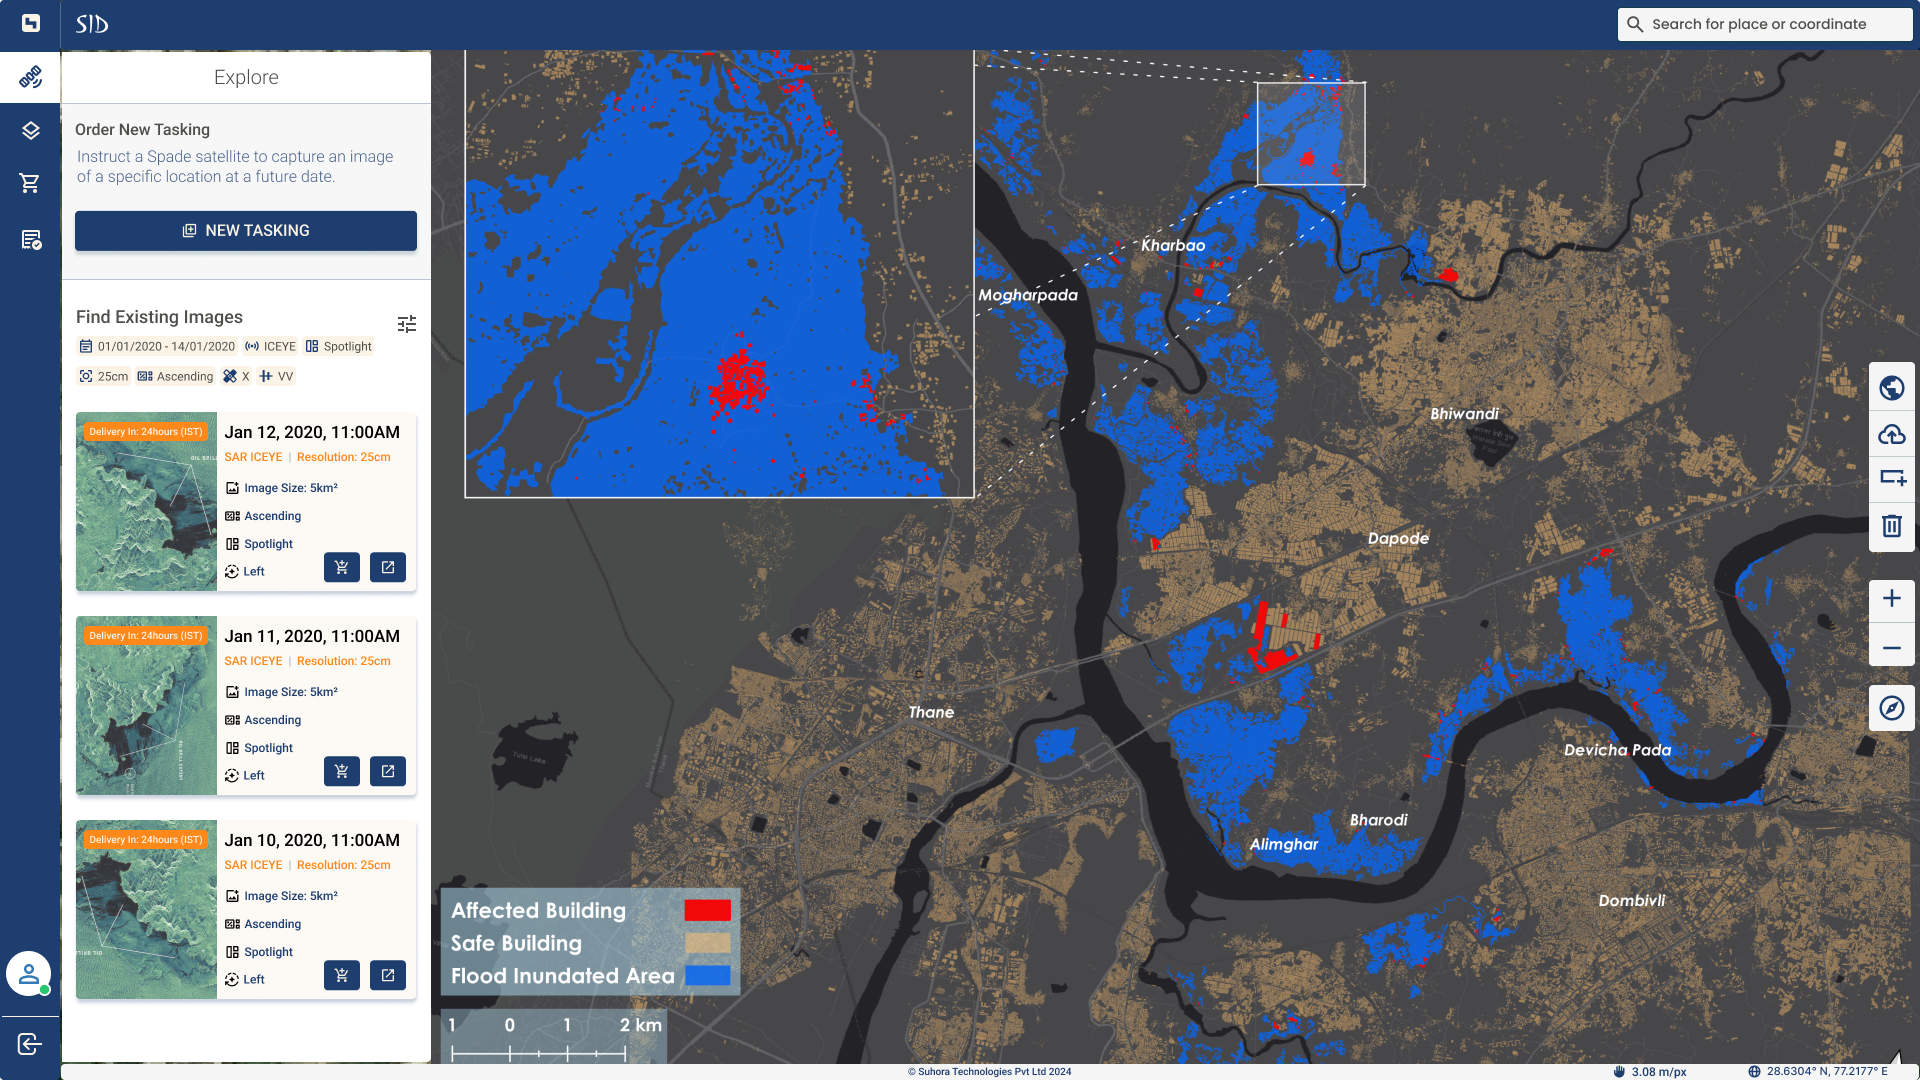 SID
Search for place or coordinate
Explore
Order New Tasking
Instruct a Spade satellite to capture an image
of a specific location at a future date.
NEW TASKING
Find Existing Images
01/01/2020 - 14/01/2020 ICEYE Spotlight
25cm Ascending X VV
Delivery In: 24hours (IST)
Jan 12, 2020, 11:00AM
SAR ICEYE | Resolution: 25cm
Image Size: 5km²
Ascending
Spotlight
Left
Delivery In: 24hours (IST)
Jan 11, 2020, 11:00AM
SAR ICEYE | Resolution: 25cm
Image Size: 5km²
Ascending
Spotlight
Left
Delivery In: 24hours (IST)
Jan 10, 2020, 11:00AM
SAR ICEYE | Resolution: 25cm
Image Size: 5km²
Ascending
Spotlight
Left
Kharbao
Mogharpada
Bhiwandi
Dapode
Thane
Tulsi Lake
Devicha Pada
Bharodi
Alimghar
Dombivli
Affected Building
Safe Building
Flood Inundated Area
1 0 1 2 km
© Suhora Technologies Pvt Ltd 2024
3.08 m/px
28.6304° N, 77.2177° E